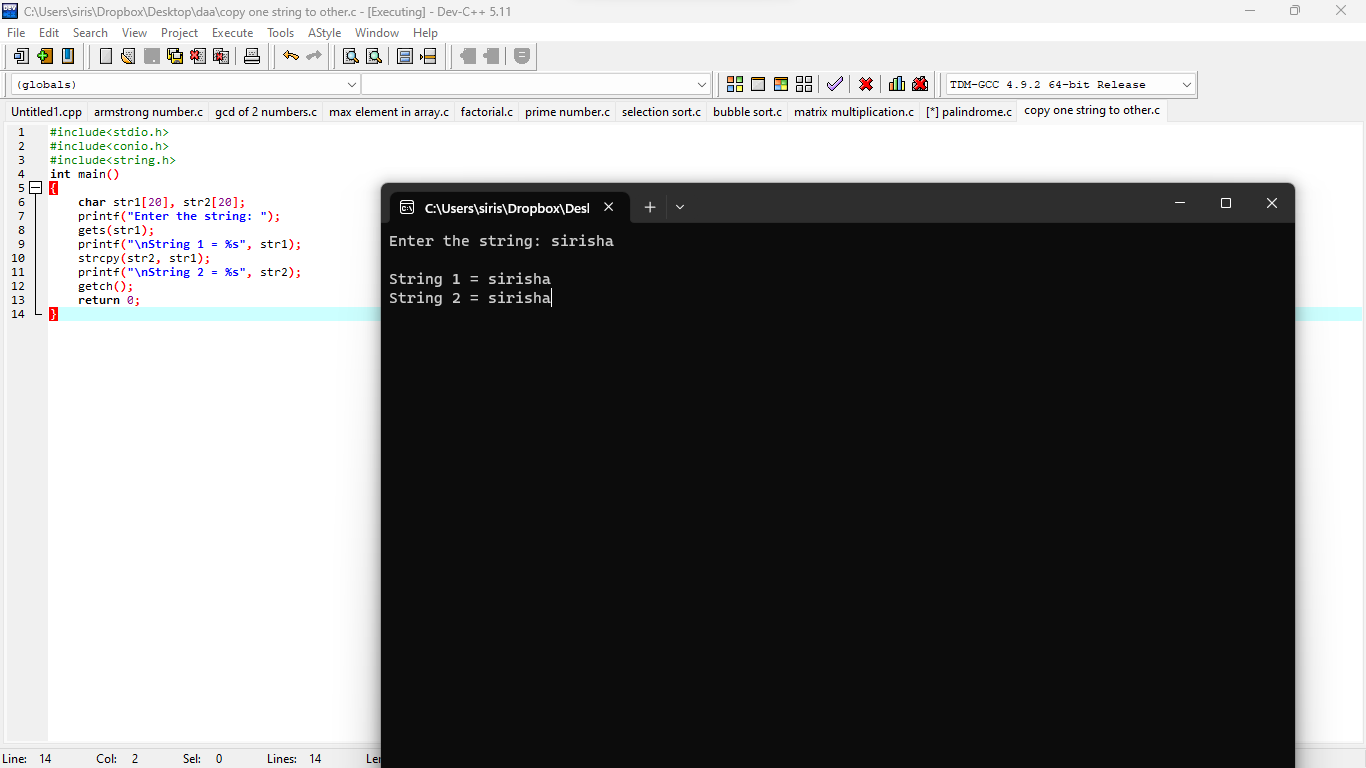 C:\Users\siris\Dropbox\Desktop\daa\copy one string to other.c - [Executing] - Dev-C++ 5.11
File Edit Search View Project Execute Tools AStyle Window Help
(globals)
TDM-GCC 4.9.2 64-bit Release
Untitled1.cpp armstrong number.c gcd of 2 numbers.c max element in array.c factorial.c prime number.c selection sort.c bubble sort.c matrix multiplication.c [*] palindrome.c copy one string to other.c
1 #include<stdio.h>
2 #include<conio.h>
3 #include<string.h>
4 int main()
5 {
6 char str1[20], str2[20];
7 printf("Enter the string: ");
8 gets(str1);
9 printf("\nString 1 = %s", str1);
10 strcpy(str2, str1);
11 printf("\nString 2 = %s", str2);
12 getch();
13 return 0;
14 }
C:\Users\siris\Dropbox\Desl
Enter the string: sirisha
String 1 = sirisha
String 2 = sirisha
Line: 14 Col: 2 Sel: 0 Lines: 14